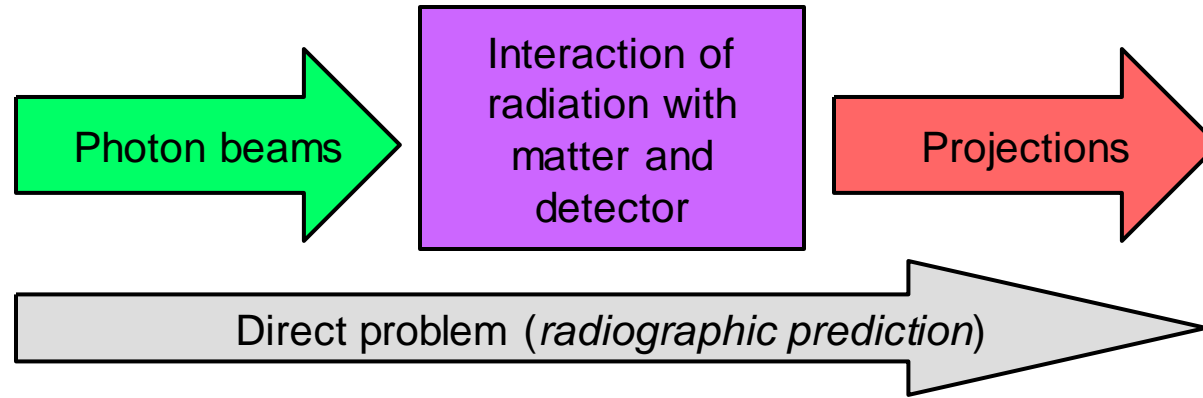 Photon beams
Interaction of
radiation with
matter and
detector
Projections
Direct problem (radiographic prediction)